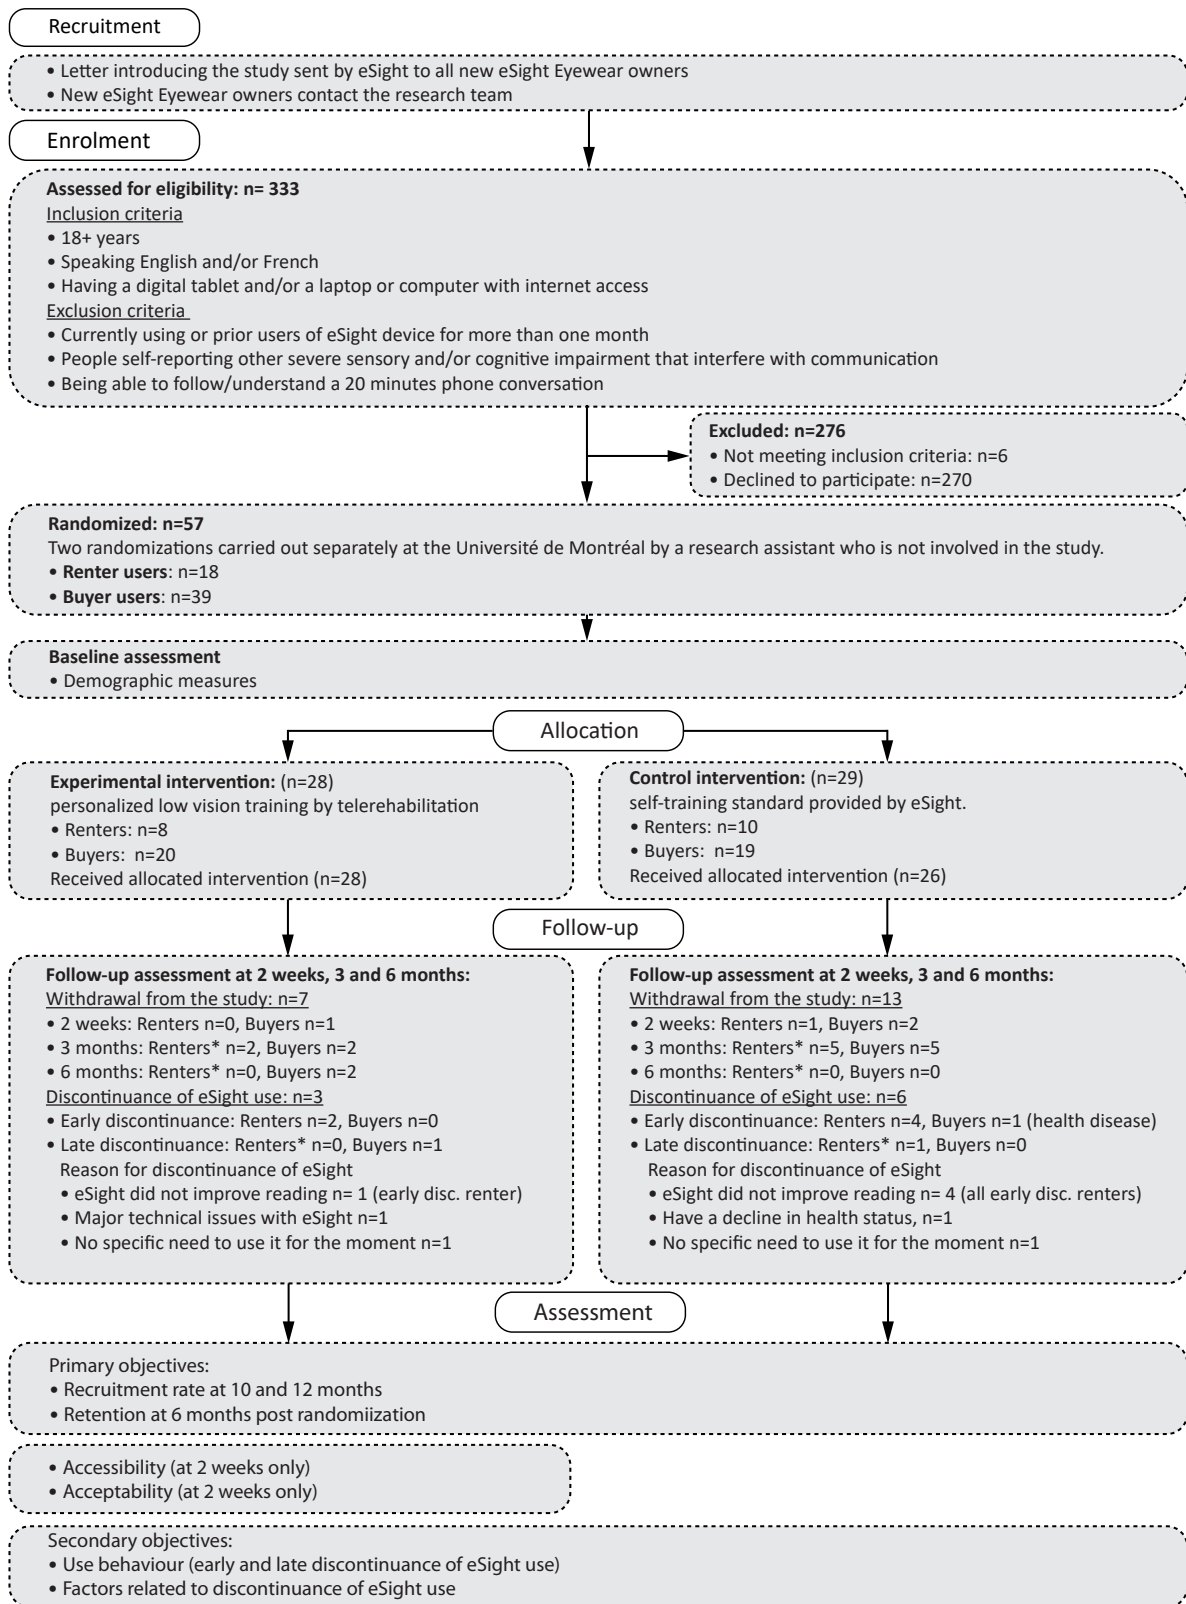 Recruitment
• Letter introducing the study sent by eSight to all new eSight Eyewear owners
• New eSight Eyewear owners contact the research team
Enrolment
Assessed for eligibility: n= 333
Inclusion criteria
• 18+ years
• Speaking English and/or French
• Having a digital tablet and/or a laptop or computer with internet access
Exclusion criteria
• Currently using or prior users of eSight device for more than one month
• People self-reporting other severe sensory and/or cognitive impairment that interfere with communication
• Being able to follow/understand a 20 minutes phone conversation
Excluded: n=276
• Not meeting inclusion criteria: n=6
• Declined to participate: n=270
Randomized: n=57
Two randomizations carried out separately at the Université de Montréal by a research assistant who is not involved in the study.
• Renter users: n=18
• Buyer users: n=39
Baseline assessment
• Demographic measures
Allocation
Experimental intervention: (n=28)
personalized low vision training by telerehabilitation
• Renters: n=8
• Buyers: n=20
Received allocated intervention (n=28)
Control intervention: (n=29)
self-training standard provided by eSight.
• Renters: n=10
• Buyers: n=19
Received allocated intervention (n=26)
Follow-up
Follow-up assessment at 2 weeks, 3 and 6 months:
Withdrawal from the study: n=7
• 2 weeks: Renters n=0, Buyers n=1
• 3 months: Renters* n=2, Buyers n=2
• 6 months: Renters* n=0, Buyers n=2
Discontinuance of eSight use: n=3
• Early discontinuance: Renters n=2, Buyers n=0
• Late discontinuance: Renters* n=0, Buyers n=1
Reason for discontinuance of eSight
• eSight did not improve reading n= 1 (early disc. renter)
• Major technical issues with eSight n=1
• No specific need to use it for the moment n=1
Follow-up assessment at 2 weeks, 3 and 6 months:
Withdrawal from the study: n=13
• 2 weeks: Renters n=1, Buyers n=2
• 3 months: Renters* n=5, Buyers n=5
• 6 months: Renters* n=0, Buyers n=0
Discontinuance of eSight use: n=6
• Early discontinuance: Renters n=4, Buyers n=1 (health disease)
• Late discontinuance: Renters* n=1, Buyers n=0
Reason for discontinuance of eSight
• eSight did not improve reading n= 4 (all early disc. renters)
• Have a decline in health status, n=1
• No specific need to use it for the moment n=1
Assessment
Primary objectives:
• Recruitment rate at 10 and 12 months
• Retention at 6 months post randomiization
• Accessibility (at 2 weeks only)
• Acceptability (at 2 weeks only)
Secondary objectives:
• Use behaviour (early and late discontinuance of eSight use)
• Factors related to discontinuance of eSight use